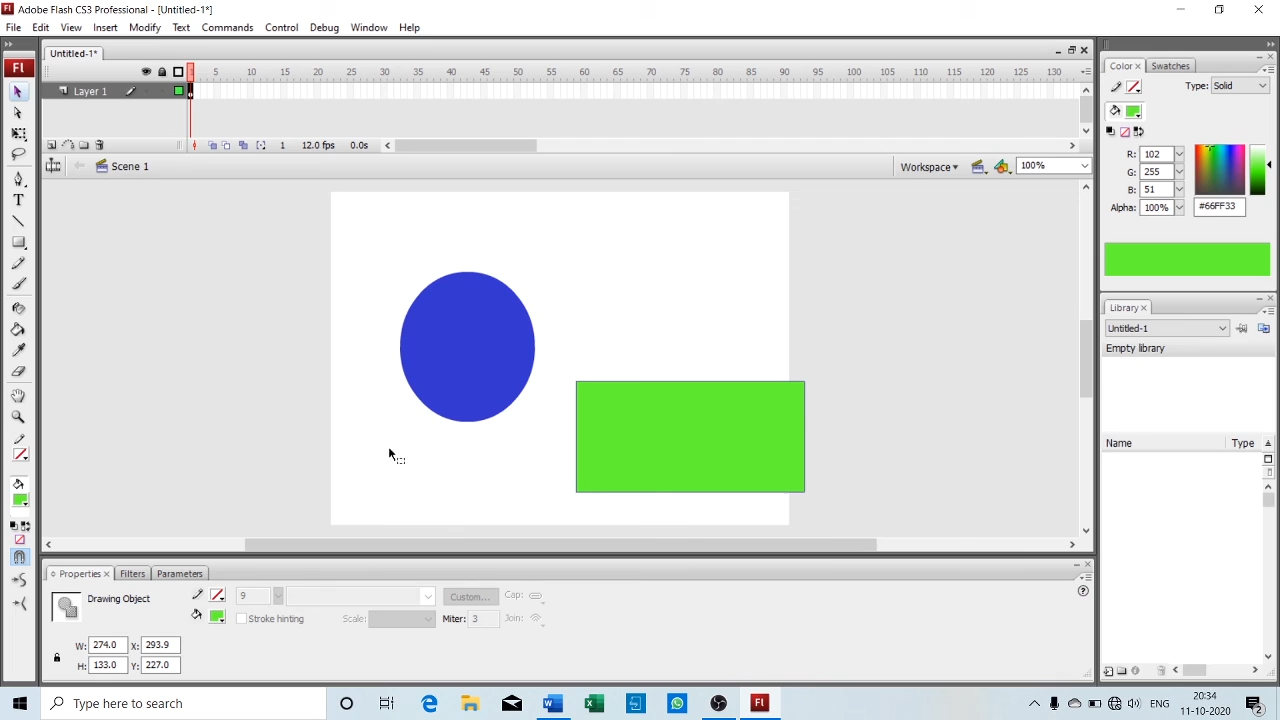 Fl Adobe Flash CS3 Professional - [Untitled-1*]
File Edit View Insert Modify Text Commands Control Debug Window Help
Untitled-1*
5 10 15 20 25 30 35 40 45 50 55 60 65 70 75 80 85 90 95 100 105 110 115 120 125 130
Layer 1
1 12.0 fps 0.0s
Scene 1
Workspace
100%
Fl
T
Color Swatches
Type: Solid
R: 102
G: 255
B: 51
Alpha: 100% #66FF33
Library
Untitled-1
Empty library
Name Type
Properties Filters Parameters
Drawing Object
9 Custom... Cap:
Stroke hinting Scale: Miter: 3 Join:
W: 274.0 X: 293.9
H: 133.0 Y: 227.0
Type here to search
Fl
ENG
20:34
11-10-2020
2